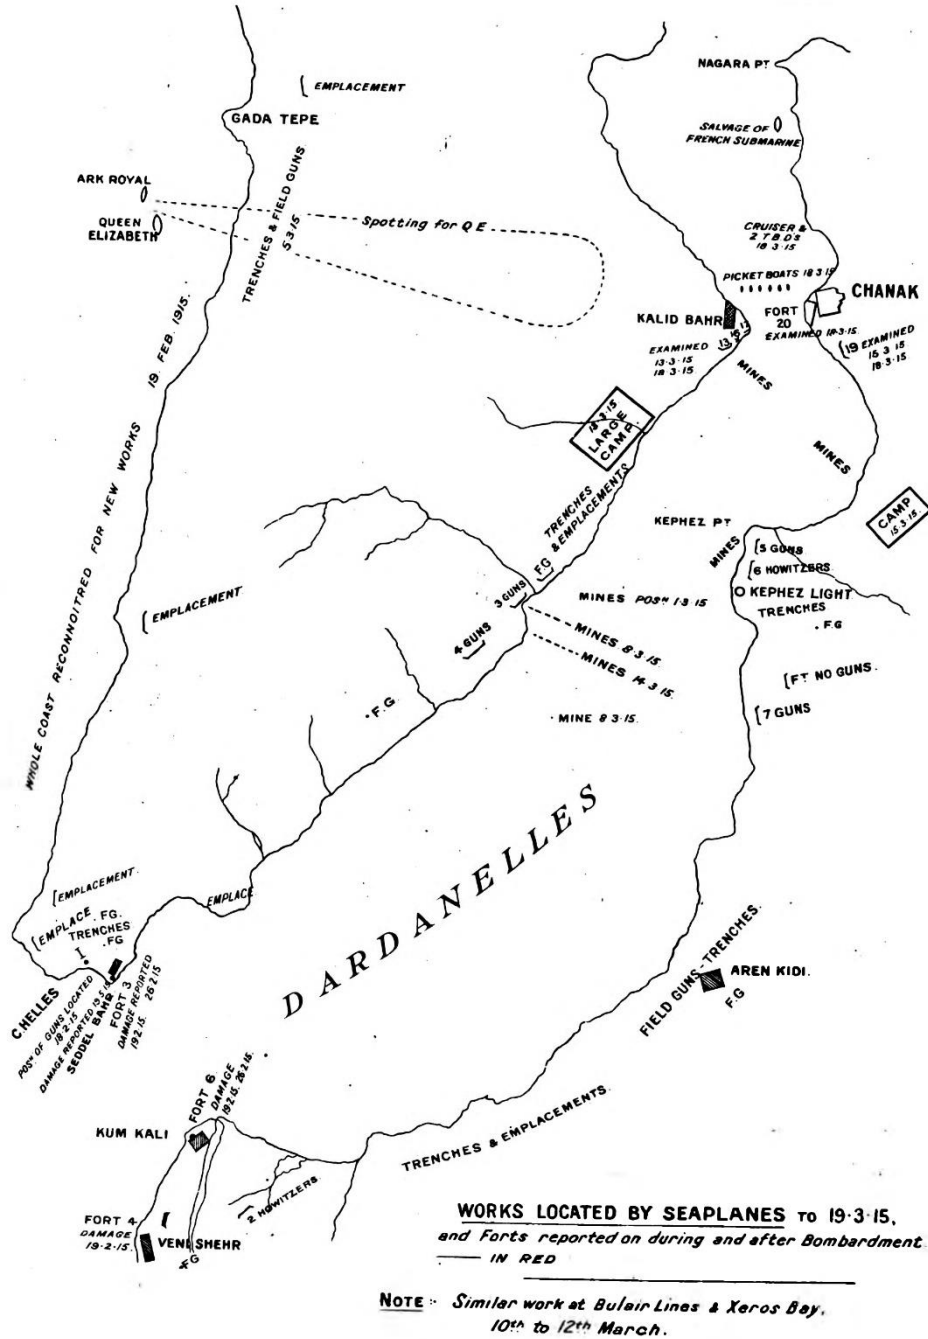 NAGARA PT
EMPLACEMENT
GADA TEPE
SALVAGE OF
FRENCH SUBMARINE
ARK ROYAL
QUEEN
ELIZABETH
TRENCHES & FIELD GUNS
5·3·15
Spotting for Q E
CRUISER &
2 T.B.D's
18·3·15
PICKET BOATS 18·3·15
CHANAK
KALID BAHR
FORT
20
EXAMINED 18·3·15.
13 16 17
EXAMINED
13·3·15
18·3·15
19 EXAMINED
15 3 15
18·3·15
MINES
WHOLE COAST RECONNOITRED FOR NEW WORKS 19 FEB. 1915.
18·3·15
LARGE
CAMP
MINES
TRENCHES
& EMPLACEMENTS
KEPHEZ PT
CAMP
15·3·15.
MINES
5 GUNS
6 HOWITZERS
KEPHEZ LIGHT
TRENCHES
F.G
F.G
3 GUNS
4 GUNS
MINES POSN 1·3·15
MINES 8·3·15.
MINES 14·3·15.
EMPLACEMENT
FT NO GUNS.
7 GUNS
F.G
MINE 8·3·15.
DARDANELLES
EMPLACEMENT.
EMPLACE
EMPLACE. FG.
TRENCHES
FG
1
C HELLES
POSN OF GUNS LOCATED
18·2·15
DAMAGE REPORTED 19·5·15
SEDDEL BAHR
FORT 3
DAMAGE REPORTED
19·2·15. 26·2·15
FIELD GUNS - TRENCHES.
AREN KIDI.
F.G
FORT 6
DAMAGE
19·2·15. 26·2·15.
KUM KALI
TRENCHES & EMPLACEMENTS.
2 HOWITZERS.
FORT 4
DAMAGE
19·2·15.
VENI SHEHR
FG
WORKS LOCATED BY SEAPLANES TO 19·3·15,
and Forts reported on during and after Bombardment
IN RED
NOTE:- Similar work at Bulair Lines & Xeros Bay,
10th to 12th March.